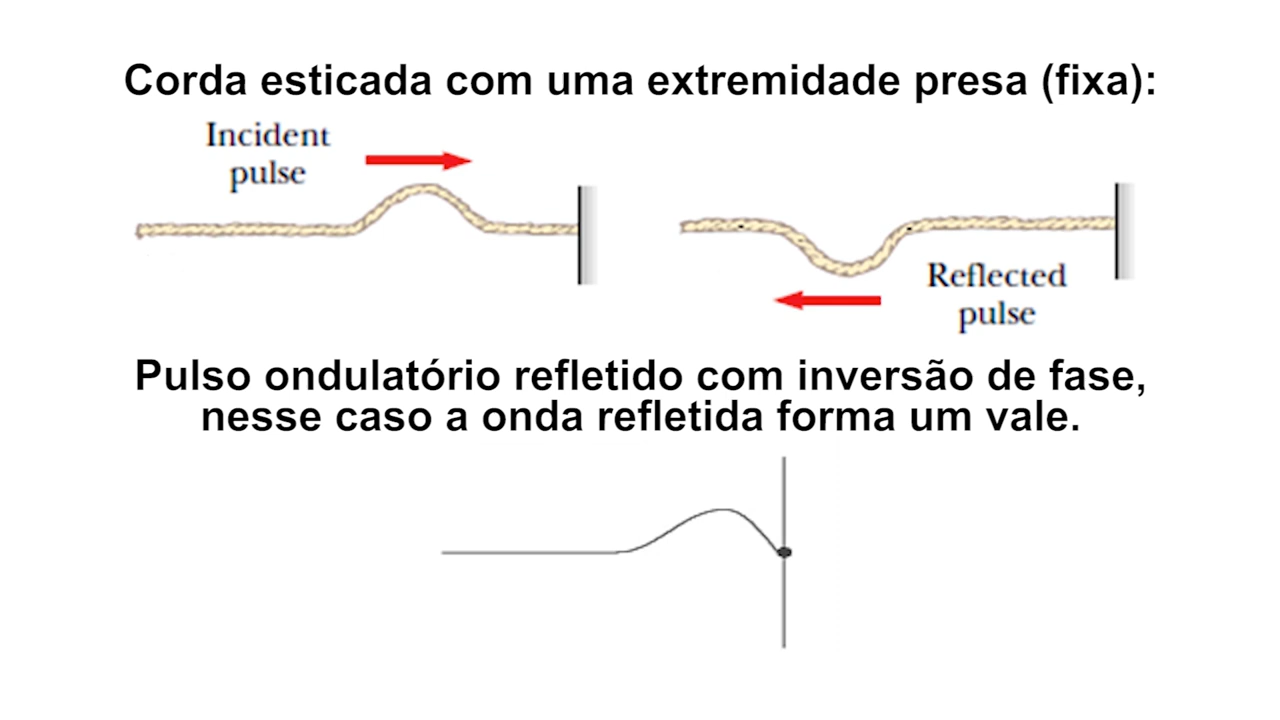 Corda esticada com uma extremidade presa (fixa):
Incident
pulse
Reflected
pulse
Pulso ondulatório refletido com inversão de fase,
nesse caso a onda refletida forma um vale.